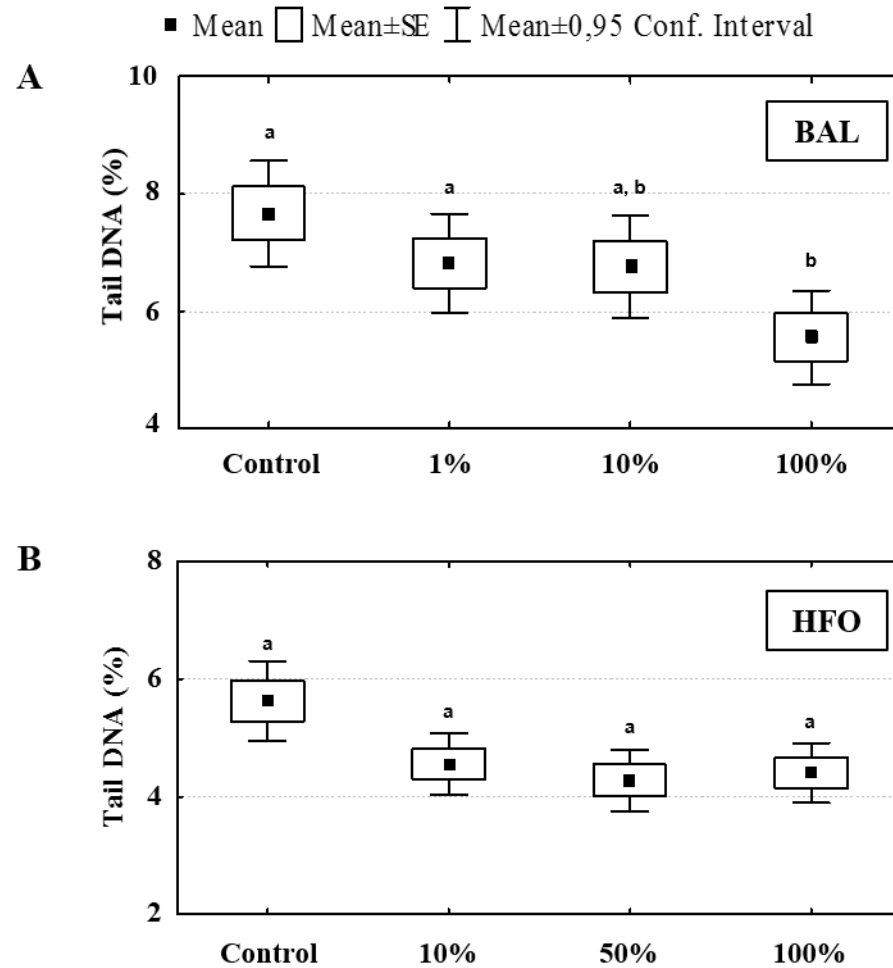 Mean Mean±SE Mean±0,95 Conf. Interval
A
BAL
Tail DNA (%)
10
8
6
4
a
a
a, b
b
Control 1% 10% 100%
B
HFO
Tail DNA (%)
8
6
4
2
a
a
a
a
Control 10% 50% 100%